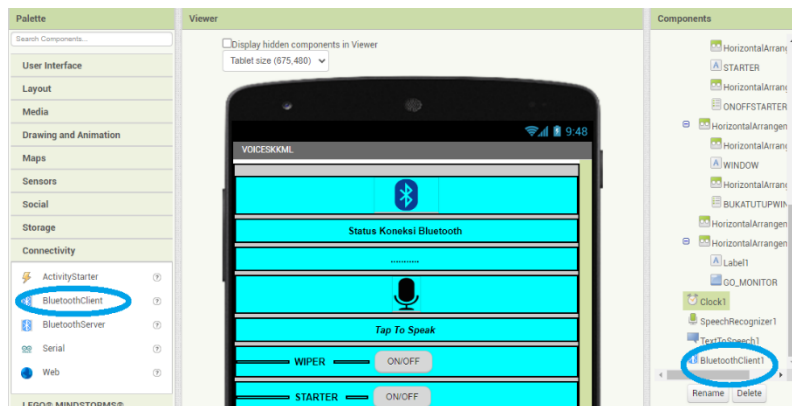 Palette
Search Components...
User Interface
Layout
Media
Drawing and Animation
Maps
Sensors
Social
Storage
Connectivity
ActivityStarter
BluetoothClient
BluetoothServer
Serial
Web
LEGO® MINDSTORMS®
Viewer
Display hidden components in Viewer
Tablet size (675,480)
9:48
VOICESKKML
Status Koneksi Bluetooth
...........
Tap To Speak
WIPER
ON/OFF
STARTER
ON/OFF
Components
HorizontalArrang
STARTER
HorizontalArrang
ONOFFSTARTER
HorizontalArrangen
HorizontalArrang
WINDOW
HorizontalArrang
BUKATUTUPWIN
HorizontalArrangen
HorizontalArrangen
Label1
GO_MONITOR
Clock1
SpeechRecognizer1
TextToSpeech1
BluetoothClient1
Rename Delete